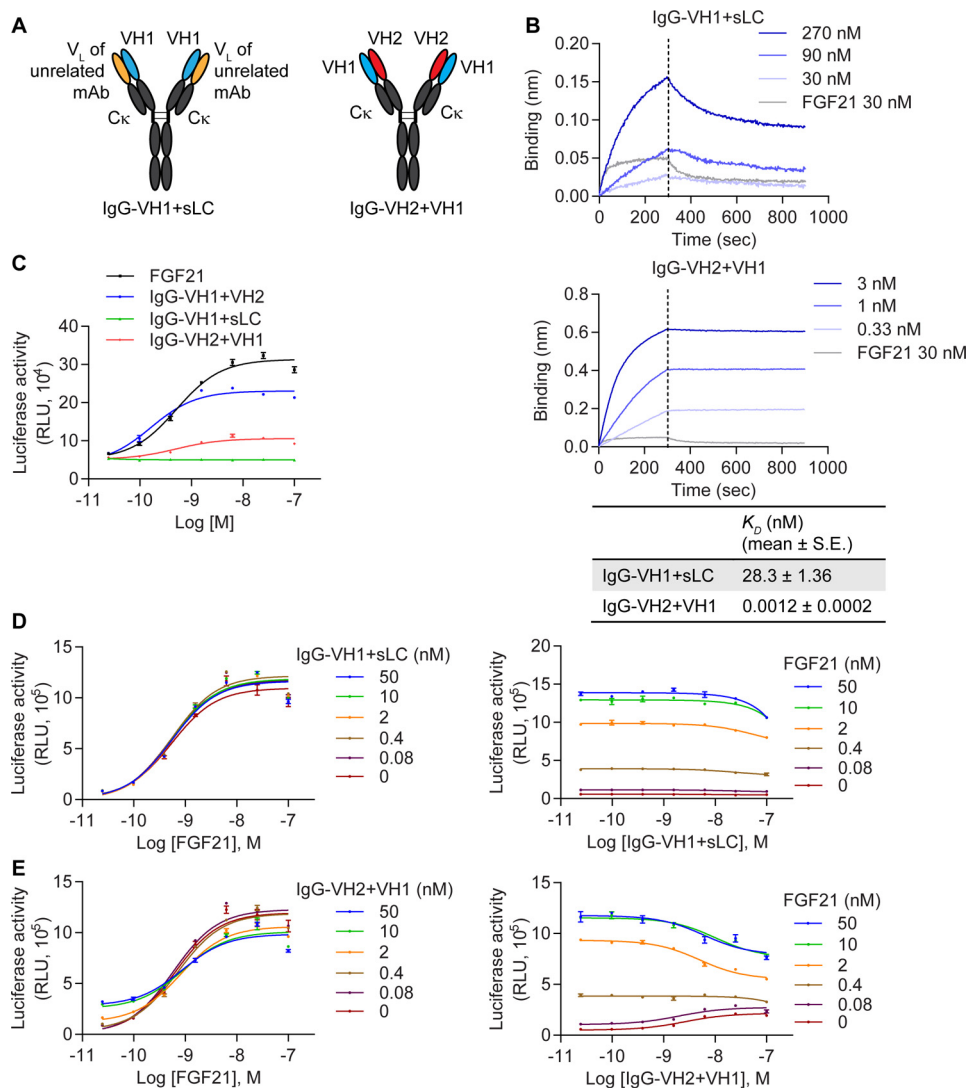 A
VH1 VH1
V_L of unrelated mAb
V_L of unrelated mAb
Cκ Cκ
IgG-VH1+sLC
VH2 VH2
VH1 VH1
Cκ Cκ
IgG-VH2+VH1
B
IgG-VH1+sLC
Binding (nm)
0.20
0.15
0.10
0.05
0.00
0 200 400 600 800 1000
Time (sec)
270 nM
90 nM
30 nM
FGF21 30 nM
IgG-VH2+VH1
Binding (nm)
0.8
0.6
0.4
0.2
0.0
0 200 400 600 800 1000
Time (sec)
3 nM
1 nM
0.33 nM
FGF21 30 nM
K_D (nM)
(mean ± S.E.)
IgG-VH1+sLC 28.3 ± 1.36
IgG-VH2+VH1 0.0012 ± 0.0002
C
FGF21
IgG-VH1+VH2
IgG-VH1+sLC
IgG-VH2+VH1
Luciferase activity
(RLU, 10⁴)
40
30
20
10
0
-11 -10 -9 -8 -7
Log [M]
D
Luciferase activity
(RLU, 10⁵)
15
10
5
0
-11 -10 -9 -8 -7
Log [FGF21], M
IgG-VH1+sLC (nM)
50
10
2
0.4
0.08
0
Luciferase activity
(RLU, 10⁵)
20
15
10
5
0
-11 -10 -9 -8 -7
Log [IgG-VH1+sLC], M
FGF21 (nM)
50
10
2
0.4
0.08
0
E
Luciferase activity
(RLU, 10⁵)
15
10
5
0
-11 -10 -9 -8 -7
Log [FGF21], M
IgG-VH2+VH1 (nM)
50
10
2
0.4
0.08
0
Luciferase activity
(RLU, 10⁵)
15
10
5
0
-11 -10 -9 -8 -7
Log [IgG-VH2+VH1], M
FGF21 (nM)
50
10
2
0.4
0.08
0